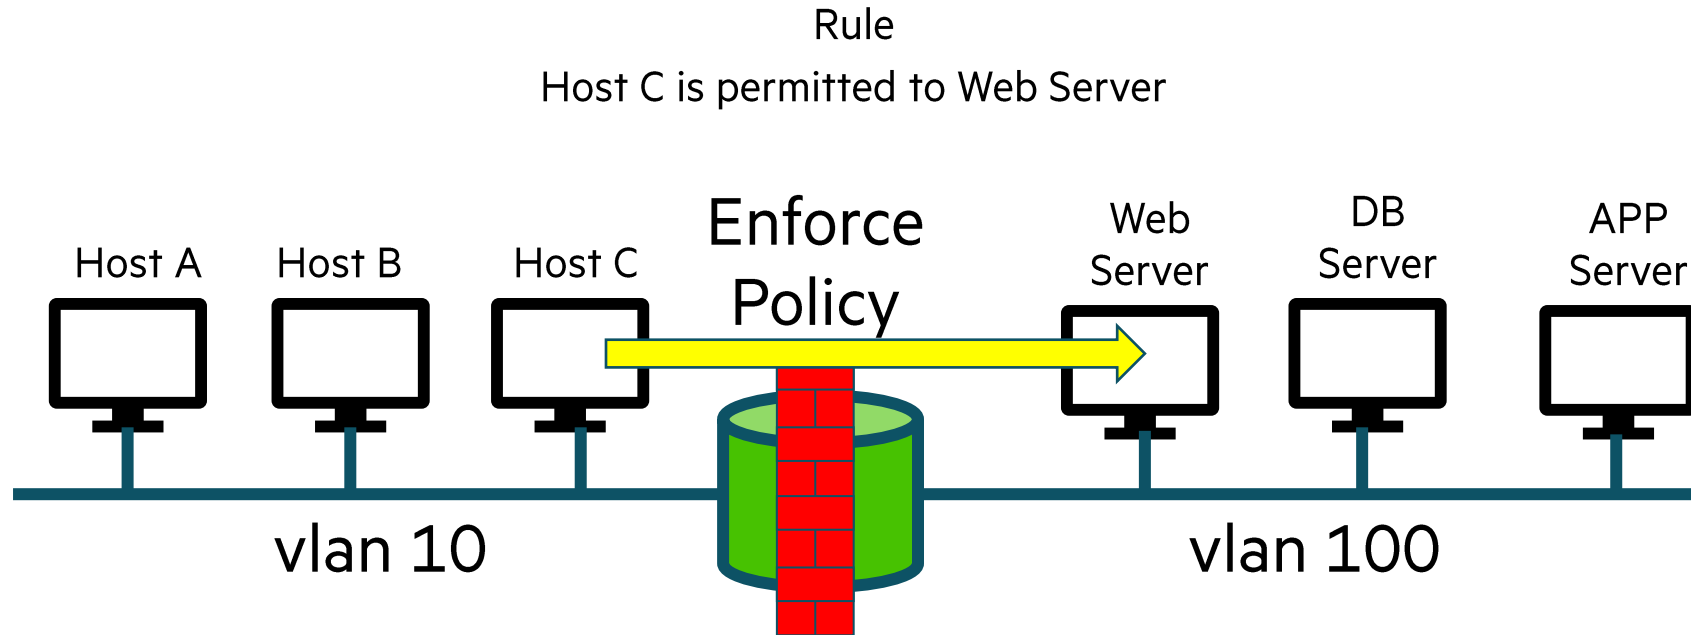 Rule
Host C is permitted to Web Server
Enforce
Policy
Host A
Host B
Host C
Web
Server
DB
Server
APP
Server
vlan 10
vlan 100